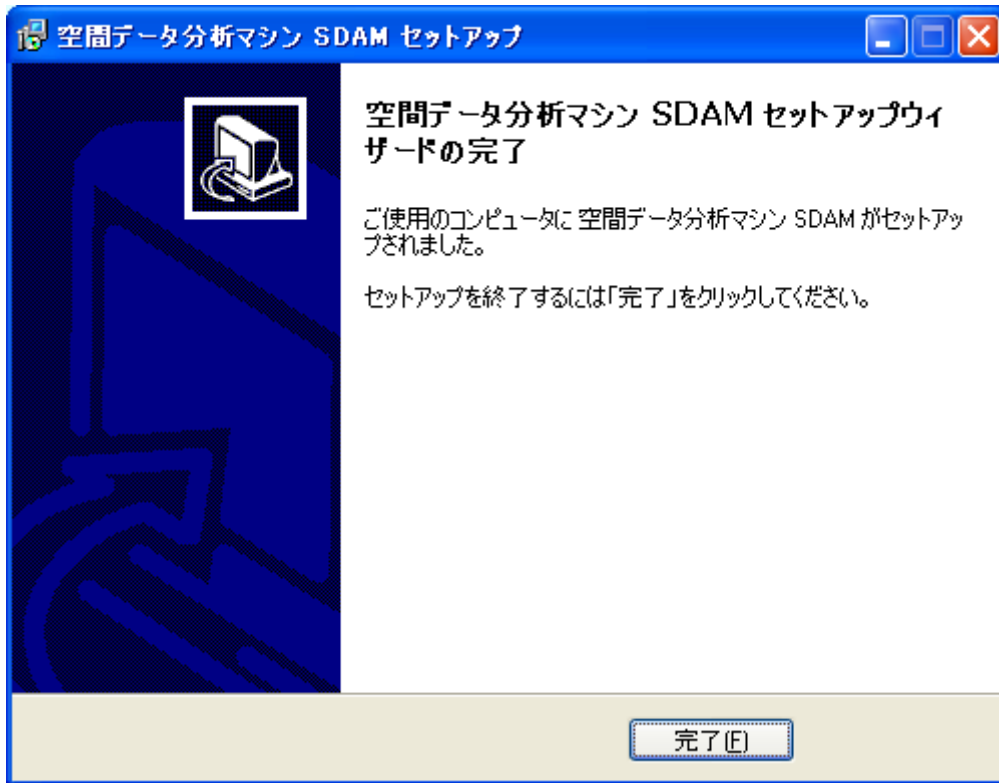 空間データ分析マシン SDAM セットアップ
空間データ分析マシン SDAM セットアップウィ
ザードの完了
ご使用のコンピュータに 空間データ分析マシン SDAM がセットアッ
プされました。
セットアップを終了するには「完了」をクリックしてください。
完了(F)